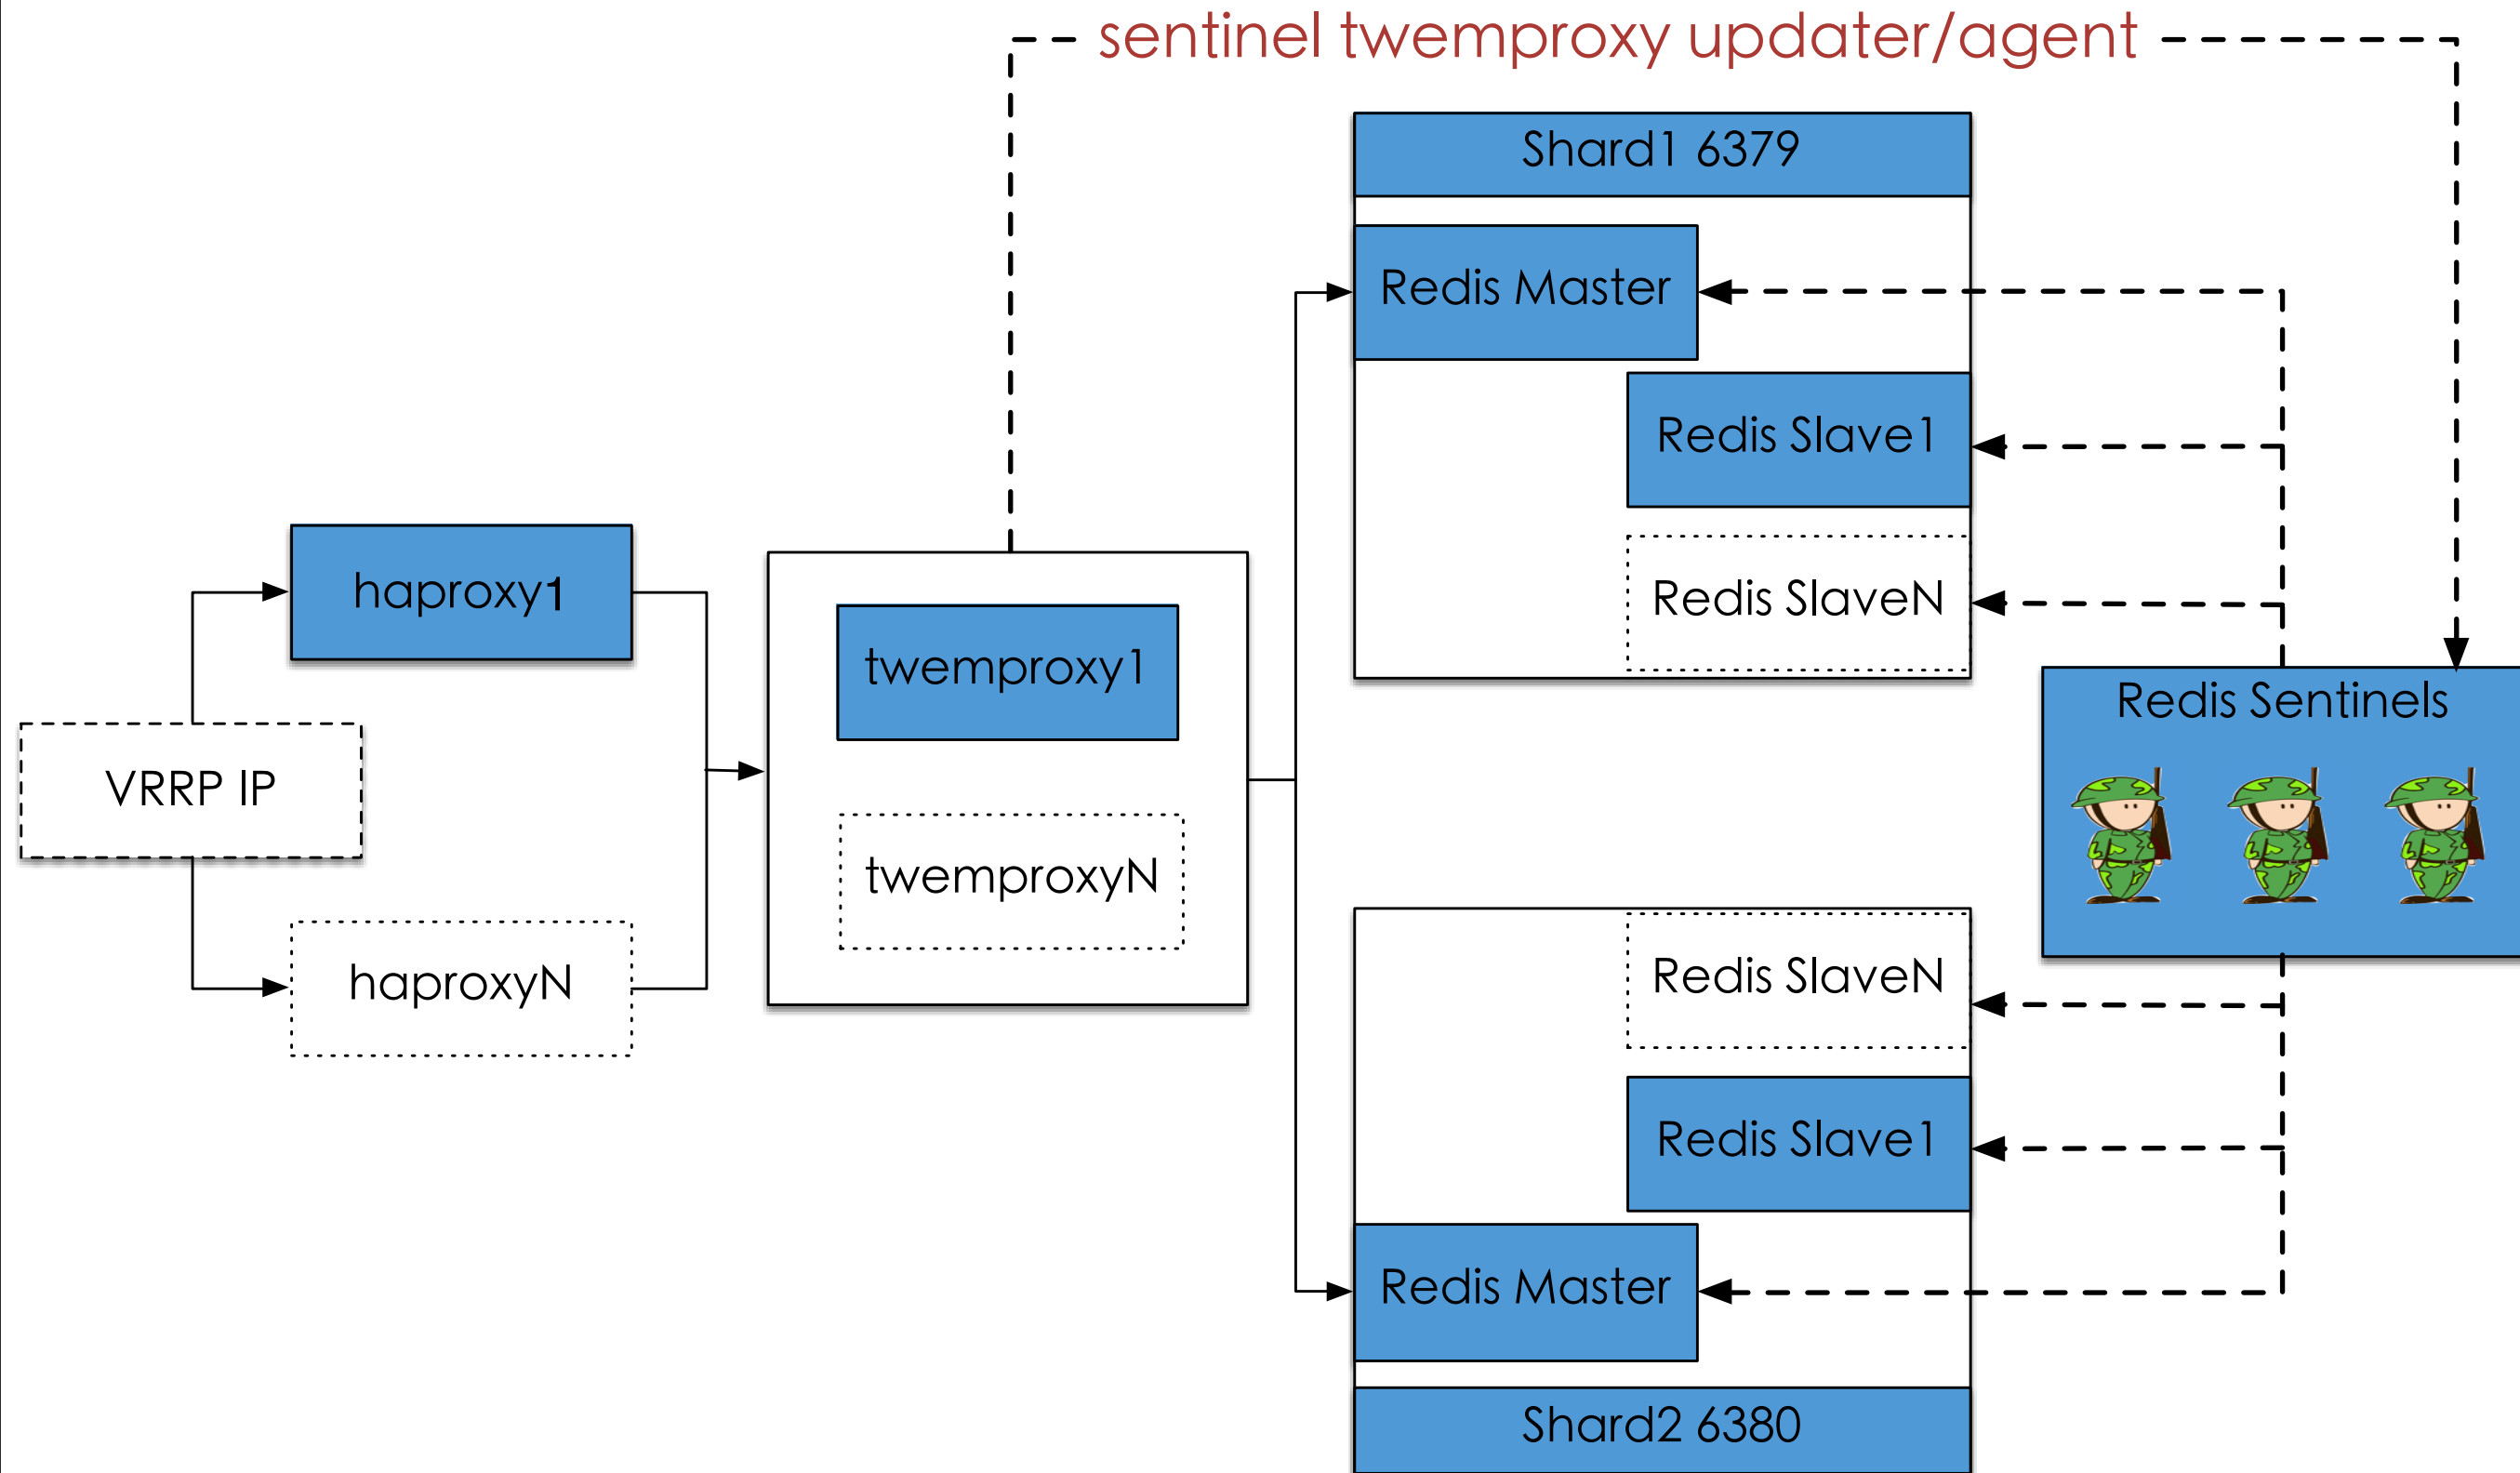 sentinel twemproxy updater/agent
Shard1 6379
Redis Master
Redis Slave1
Redis SlaveN
haproxy1
VRRP IP
haproxyN
twemproxy1
twemproxyN
Redis Sentinels
Redis SlaveN
Redis Slave1
Redis Master
Shard2 6380